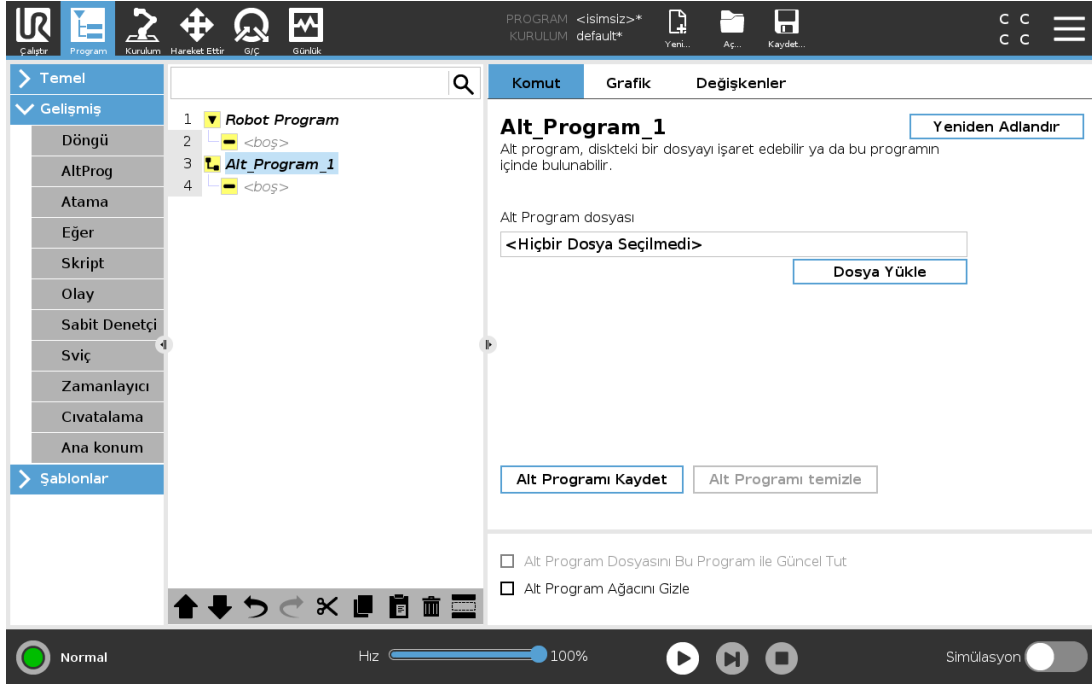 PROGRAM <isimsiz>*
KURULUM default*
Çalıştır
Program
Kurulum
Hareket Ettir
G/Ç
Günlük
Yeni...
Aç...
Kaydet...
C C
C C
Temel
Gelişmiş
Döngü
AltProg
Atama
Eğer
Skript
Olay
Sabit Denetçi
Sviç
Zamanlayıcı
Cıvatalama
Ana konum
Şablonlar
1 Robot Program
2 <boş>
3 Alt_Program_1
4 <boş>
Komut Grafik Değişkenler
Alt_Program_1
Yeniden Adlandır
Alt program, diskteki bir dosyayı işaret edebilir ya da bu programın
içinde bulunabilir.
Alt Program dosyası
<Hiçbir Dosya Seçilmedi>
Dosya Yükle
Alt Programı Kaydet
Alt Programı temizle
Alt Program Dosyasını Bu Program ile Güncel Tut
Alt Program Ağacını Gizle
Normal
Hız
100%
Simülasyon